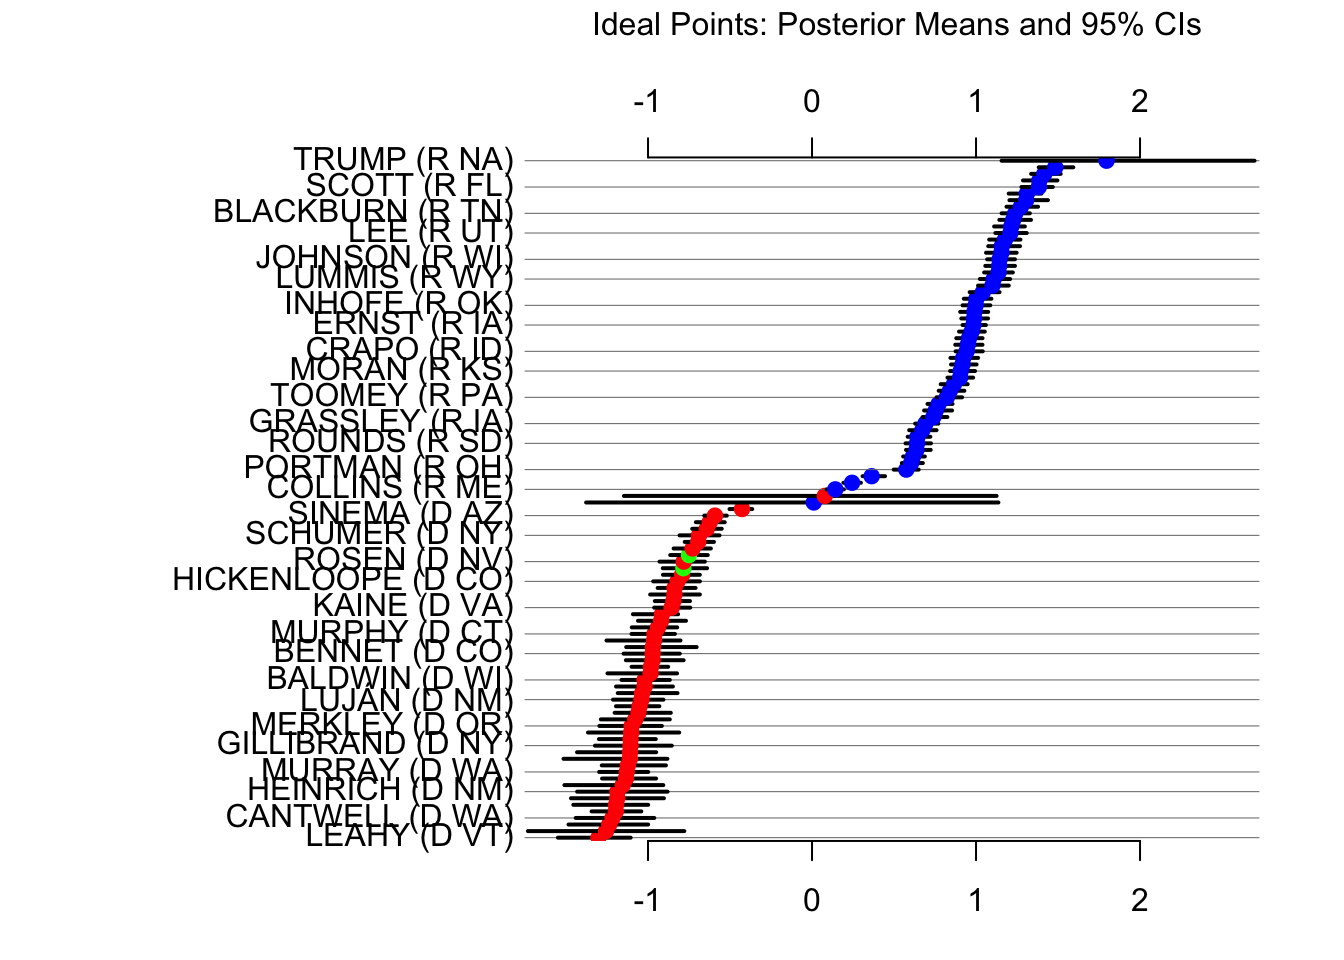 Ideal Points: Posterior Means and 95% CIs
-1 0 1 2
TRUMP (R NA)
SCOTT (R FL)
BLACKBURN (R TN)
LEE (R UT)
JOHNSON (R WI)
LUMMIS (R WY)
INHOFE (R OK)
ERNST (R IA)
CRAPO (R ID)
MORAN (R KS)
TOOMEY (R PA)
GRASSLEY (R IA)
ROUNDS (R SD)
PORTMAN (R OH)
COLLINS (R ME)
SINEMA (D AZ)
SCHUMER (D NY)
ROSEN (D NV)
HICKENLOOPE (D CO)
KAINE (D VA)
MURPHY (D CT)
BENNET (D CO)
BALDWIN (D WI)
LUJÁN (D NM)
MERKLEY (D OR)
GILLIBRAND (D NY)
MURRAY (D WA)
HEINRICH (D NM)
CANTWELL (D WA)
LEAHY (D VT)
-1 0 1 2